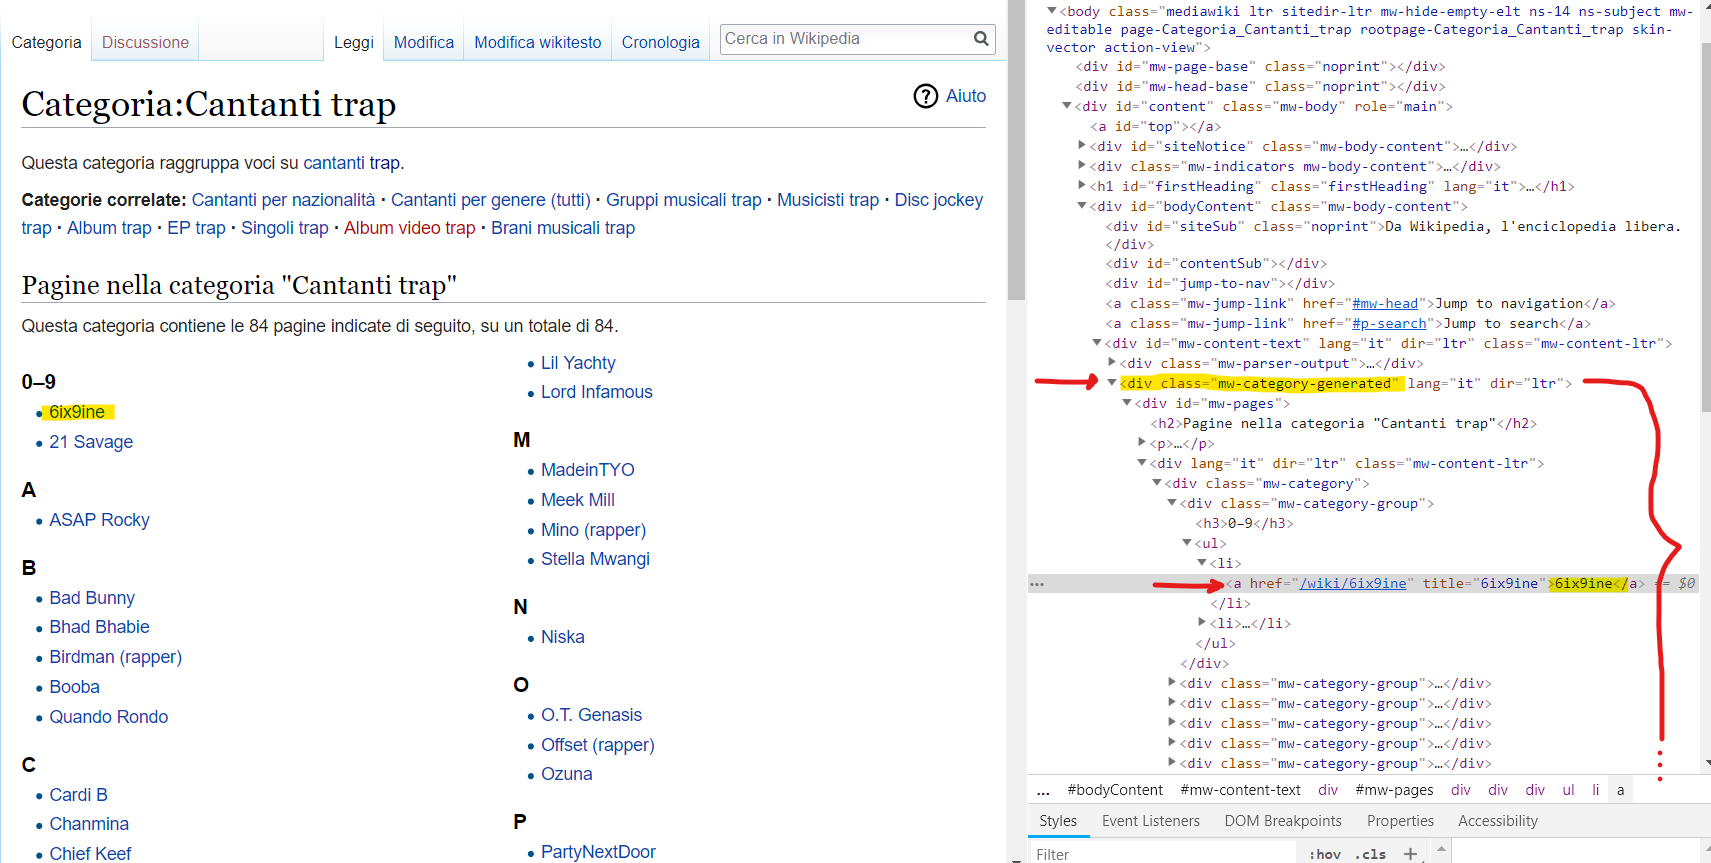 Categoria Discussione Leggi Modifica Modifica wikitesto Cronologia Cerca in Wikipedia
Categoria:Cantanti trap
Aiuto
Questa categoria raggruppa voci su cantanti trap.
Categorie correlate: Cantanti per nazionalità · Cantanti per genere (tutti) · Gruppi musicali trap · Musicisti trap · Disc jockey
trap · Album trap · EP trap · Singoli trap · Album video trap · Brani musicali trap
Pagine nella categoria "Cantanti trap"
Questa categoria contiene le 84 pagine indicate di seguito, su un totale di 84.
0–9
6ix9ine
21 Savage
A
ASAP Rocky
B
Bad Bunny
Bhad Bhabie
Birdman (rapper)
Booba
Quando Rondo
C
Cardi B
Chanmina
Chief Keef
Lil Yachty
Lord Infamous
M
MadeinTYO
Meek Mill
Mino (rapper)
Stella Mwangi
N
Niska
O
O.T. Genasis
Offset (rapper)
Ozuna
P
PartyNextDoor
<body class="mediawiki ltr sitedir-ltr mw-hide-empty-elt ns-14 ns-subject mw-
editable page-Categoria_Cantanti_trap rootpage-Categoria_Cantanti_trap skin-
vector action-view">
<div id="mw-page-base" class="noprint"></div>
<div id="mw-head-base" class="noprint"></div>
<div id="content" class="mw-body" role="main">
<a id="top"></a>
<div id="siteNotice" class="mw-body-content">…</div>
<div class="mw-indicators mw-body-content">…</div>
<h1 id="firstHeading" class="firstHeading" lang="it">…</h1>
<div id="bodyContent" class="mw-body-content">
<div id="siteSub" class="noprint">Da Wikipedia, l'enciclopedia libera.
</div>
<div id="contentSub"></div>
<div id="jump-to-nav"></div>
<a class="mw-jump-link" href="#mw-head">Jump to navigation</a>
<a class="mw-jump-link" href="#p-search">Jump to search</a>
<div id="mw-content-text" lang="it" dir="ltr" class="mw-content-ltr">
<div class="mw-parser-output">…</div>
<div class="mw-category-generated" lang="it" dir="ltr">
<div id="mw-pages">
<h2>Pagine nella categoria "Cantanti trap"</h2>
<p>…</p>
<div lang="it" dir="ltr" class="mw-content-ltr">
<div class="mw-category">
<div class="mw-category-group">
<h3>0–9</h3>
<ul>
<li>
<a href="/wiki/6ix9ine" title="6ix9ine">6ix9ine</a> == $0
</li>
<li>…</li>
</ul>
</div>
<div class="mw-category-group">…</div>
<div class="mw-category-group">…</div>
<div class="mw-category-group">…</div>
<div class="mw-category-group">…</div>
<div class="mw-category-group">…</div>
... #bodyContent #mw-content-text div #mw-pages div div div ul li a
Styles Event Listeners DOM Breakpoints Properties Accessibility
Filter :hov .cls +